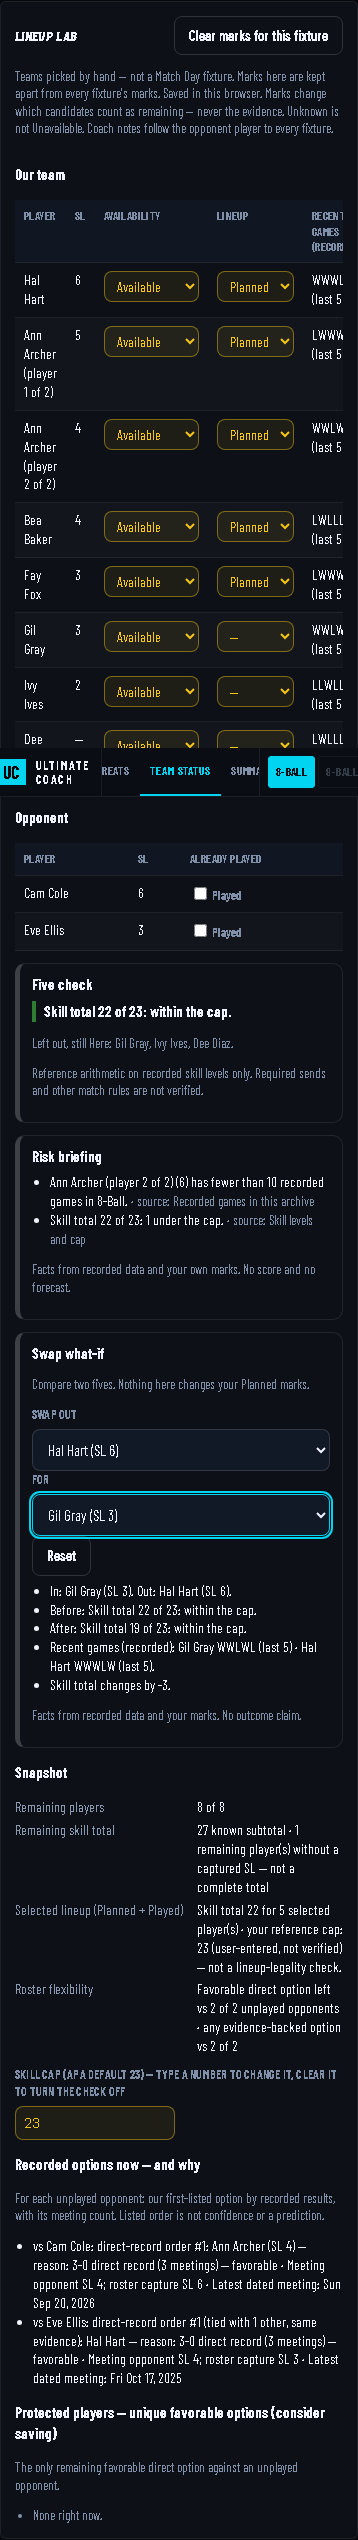 LINEUP LAB
Clear marks for this fixture
Teams picked by hand — not a Match Day fixture. Marks here are kept
apart from every fixture's marks. Saved in this browser. Marks change
which candidates count as remaining — never the evidence. Unknown is
not Unavailable. Coach notes follow the opponent player to every fixture.
Our team
PLAYER SL AVAILABILITY LINEUP RECENT
GAMES
Hal 6 Available Planned WWWL
Hart (last 5
Ann 5 Available Planned LWWW
Archer (last 5
(player
1 of 2)
Ann 4 Available Planned WWLW
Archer (last 5
(player
2 of 2)
Bea 4 Available Planned LWLLL
Baker (last 5
Fay 3 Available Planned LWWW
Fox (last 5
Gil 3 Available — WWLW
Gray (last 5
Ivy 2 Available — LLWL
Ives (last 5
Dee — Available — LWLLL
UC ULTIMATE COACH REATS TEAM STATUS SUMMA 8-BALL 8-BALL
Opponent
PLAYER SL ALREADY PLAYED
Cam Cole 6 Played
Eve Ellis 3 Played
Five check
Skill total 22 of 23: within the cap.
Left out, still Here: Gil Gray, Ivy Ives, Dee Diaz.
Reference arithmetic on recorded skill levels only. Required sends
and other match rules are not verified.
Risk briefing
• Ann Archer (player 2 of 2) (6) has fewer than 10 recorded
games in 8-Ball. · source: Recorded games in this archive
• Skill total 22 of 23: 1 under the cap. · source: Skill levels
and cap
Facts from recorded data and your own marks. No score and no
forecast.
Swap what-if
Compare two fives. Nothing here changes your Planned marks.
SWAP OUT
Hal Hart (SL 6)
FOR
Gil Gray (SL 3)
Reset
• In: Gil Gray (SL 3). Out: Hal Hart (SL 6).
• Before: Skill total 22 of 23: within the cap.
• After: Skill total 19 of 23: within the cap.
• Recent games (recorded): Gil Gray WWLWL (last 5) · Hal
Hart WWWLW (last 5).
• Skill total changes by -3.
Facts from recorded data and your marks. No outcome claim.
Snapshot
Remaining players 8 of 8
Remaining skill total 27 known subtotal · 1
remaining player(s) without a
captured SL — not a
complete total
Selected lineup (Planned + Played) Skill total 22 for 5 selected
player(s) · your reference cap:
23 (user-entered, not verified)
— not a lineup-legality check.
Roster flexibility Favorable direct option left
vs 2 of 2 unplayed opponents
· any evidence-backed option
vs 2 of 2
SKILL CAP (APA DEFAULT 23) — TYPE A NUMBER TO CHANGE IT, CLEAR IT
TO TURN THE CHECK OFF
23
Recorded options now — and why
For each unplayed opponent: our first-listed option by recorded results,
with its meeting count. Listed order is not confidence or a prediction.
• vs Cam Cole: direct-record order #1: Ann Archer (SL 4) —
reason: 3-0 direct record (3 meetings) — favorable · Meeting
opponent SL 4; roster capture SL 6 · Latest dated meeting: Sun
Sep 20, 2026
• vs Eve Ellis: direct-record order #1 (tied with 1 other, same
evidence): Hal Hart — reason: 3-0 direct record (3 meetings) —
favorable · Meeting opponent SL 4; roster capture SL 3 · Latest
dated meeting: Fri Oct 17, 2025
Protected players — unique favorable options (consider
saving)
The only remaining favorable direct option against an unplayed
opponent.
• None right now.